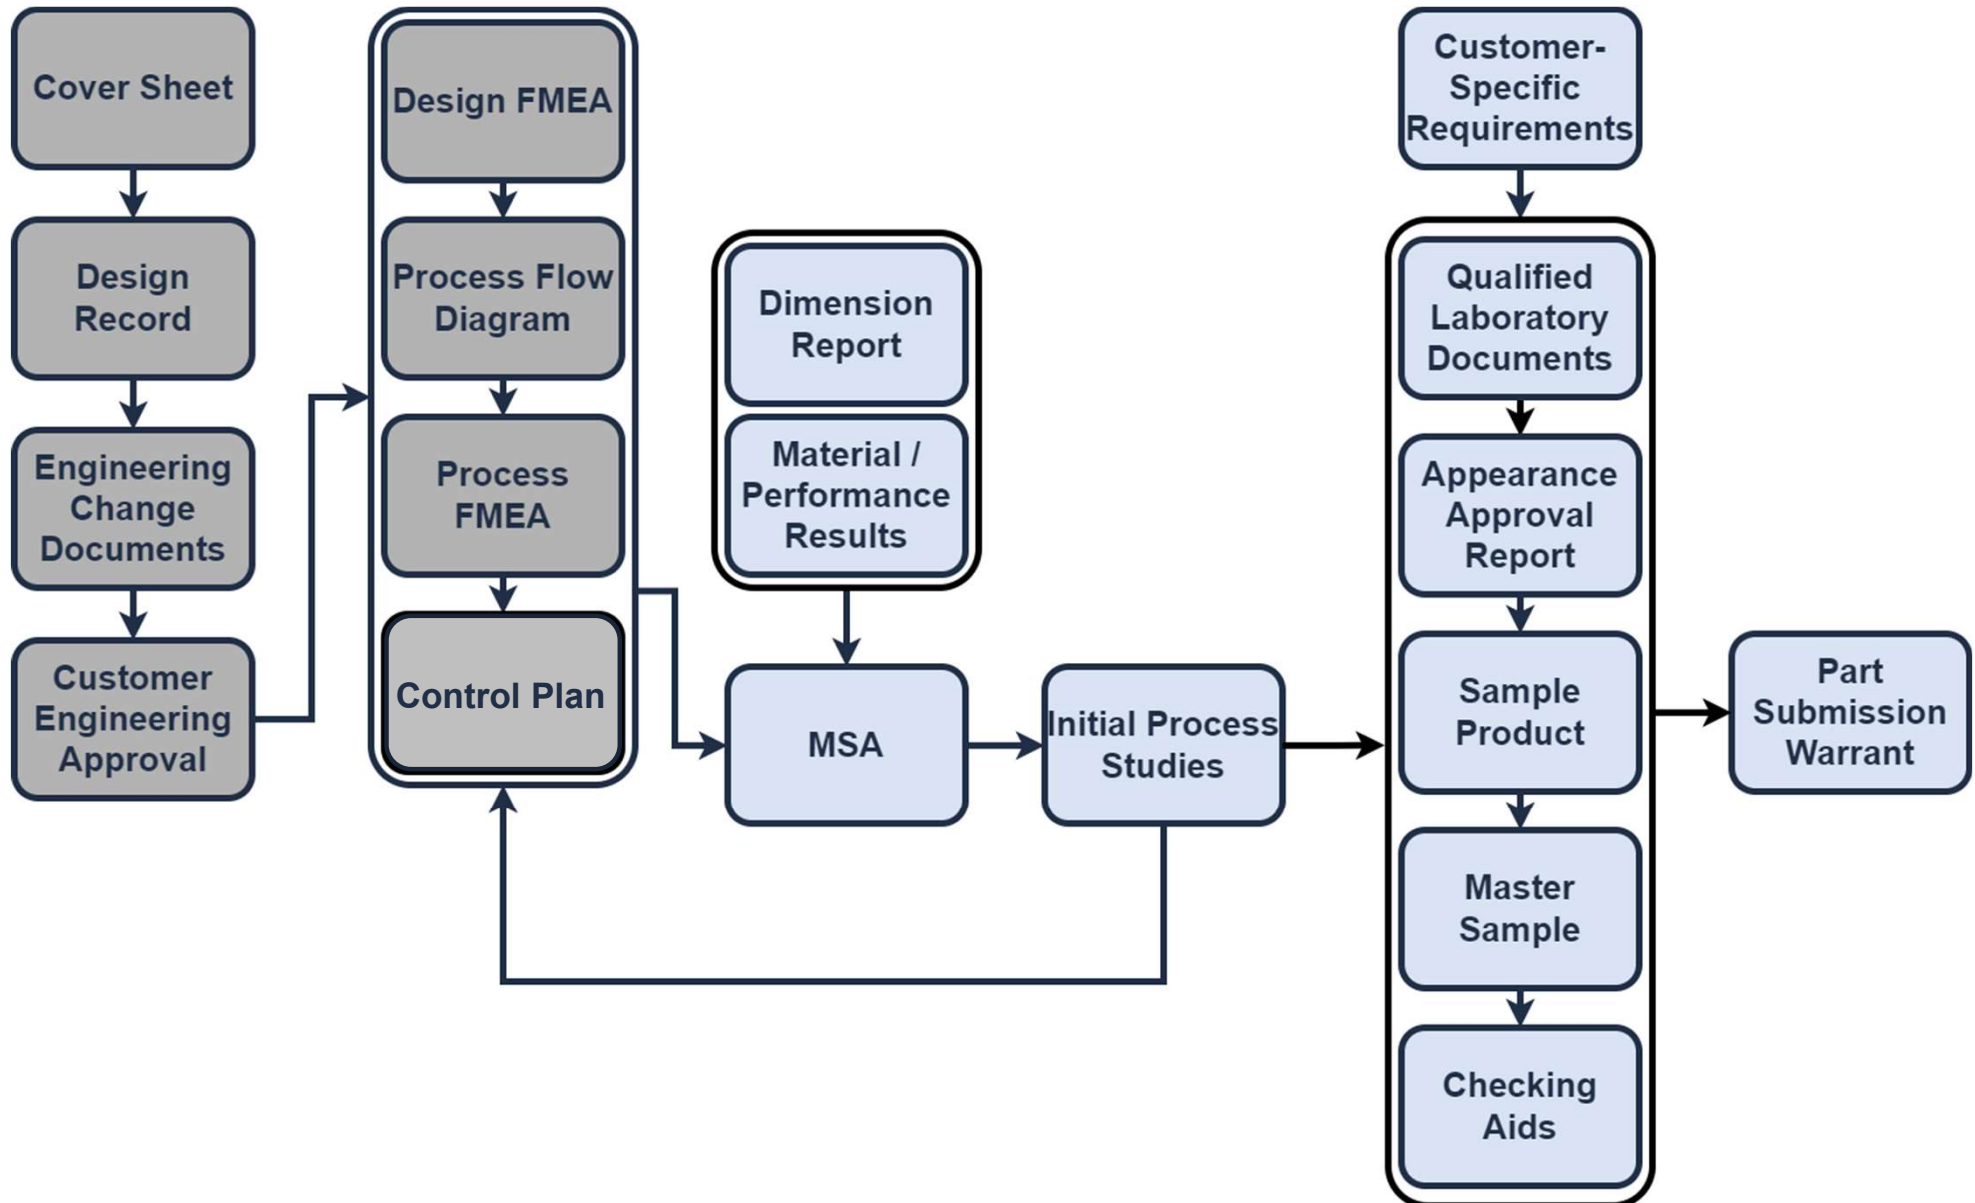 Cover Sheet
Design
Record
Engineering
Change
Documents
Customer
Engineering
Approval
Design FMEA
Process Flow
Diagram
Process
FMEA
Control Plan
Dimension
Report
Material /
Performance
Results
MSA
Initial Process
Studies
Customer-
Specific
Requirements
Qualified
Laboratory
Documents
Appearance
Approval
Report
Sample
Product
Master
Sample
Checking
Aids
Part
Submission
Warrant